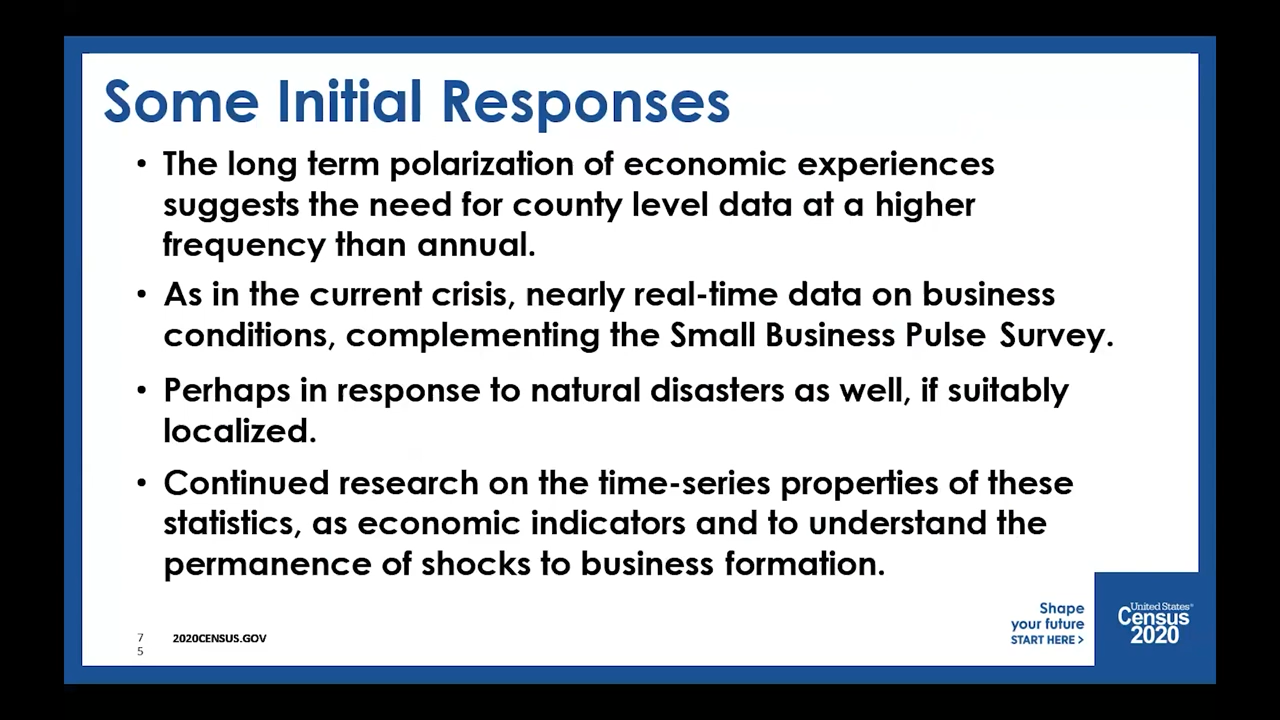 Some Initial Responses
• The long term polarization of economic experiences
suggests the need for county level data at a higher
frequency than annual.
• As in the current crisis, nearly real-time data on business
conditions, complementing the Small Business Pulse Survey.
• Perhaps in response to natural disasters as well, if suitably
localized.
• Continued research on the time-series properties of these
statistics, as economic indicators and to understand the
permanence of shocks to business formation.
7
5
2020CENSUS.GOV
Shape
your future
START HERE >
United States®
Census
2020